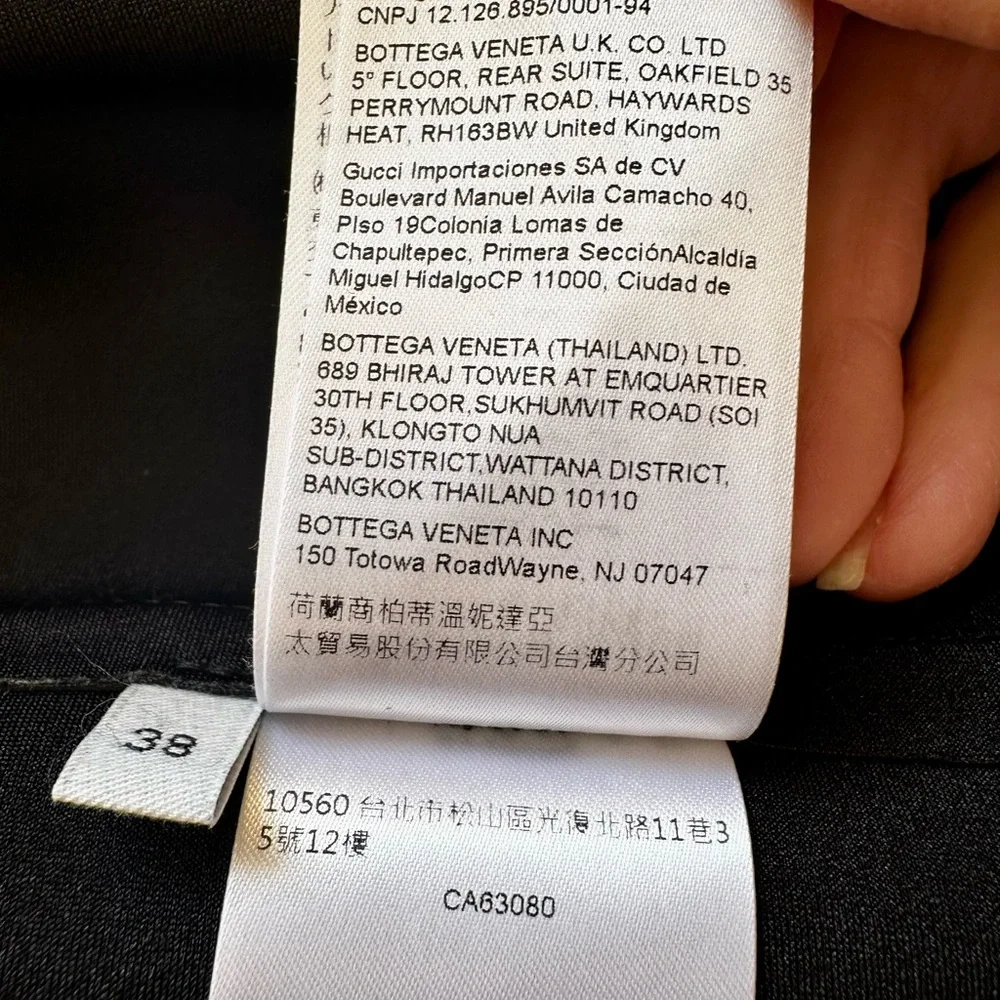 CNPJ 12.126.895/0001-94
BOTTEGA VENETA U.K. CO. LTD
5° FLOOR, REAR SUITE, OAKFIELD 35
PERRYMOUNT ROAD, HAYWARDS
HEAT, RH163BW United Kingdom
Gucci Importaciones SA de CV
Boulevard Manuel Avila Camacho 40,
PIso 19Colonia Lomas de
Chapultepec, Primera SecciónAlcaldía
Miguel HidalgoCP 11000, Ciudad de
México
BOTTEGA VENETA (THAILAND) LTD.
689 BHIRAJ TOWER AT EMQUARTIER
30TH FLOOR,SUKHUMVIT ROAD (SOI
35), KLONGTO NUA
SUB-DISTRICT,WATTANA DISTRICT,
BANGKOK THAILAND 10110
BOTTEGA VENETA INC
150 Totowa RoadWayne, NJ 07047
荷蘭商柏蒂溫妮達亞
太貿易股份有限公司台灣分公司
38
10560 台北市松山區光復北路11巷3
5號12樓
CA63080